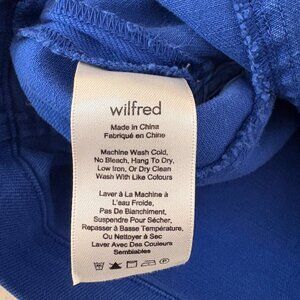 wilfred
Made in China
Fabriqué en Chine
Machine Wash Cold,
No Bleach, Hang To Dry,
Low Iron, Or Dry Clean
Wash With Like Colours
Laver À La Machine à
L'eau Froide,
Pas De Blanchiment,
Suspendre Pour Sécher,
Repasser à Basse Température,
Ou Nettoyer à Sec
Laver Avec Des Couleurs
Semblables